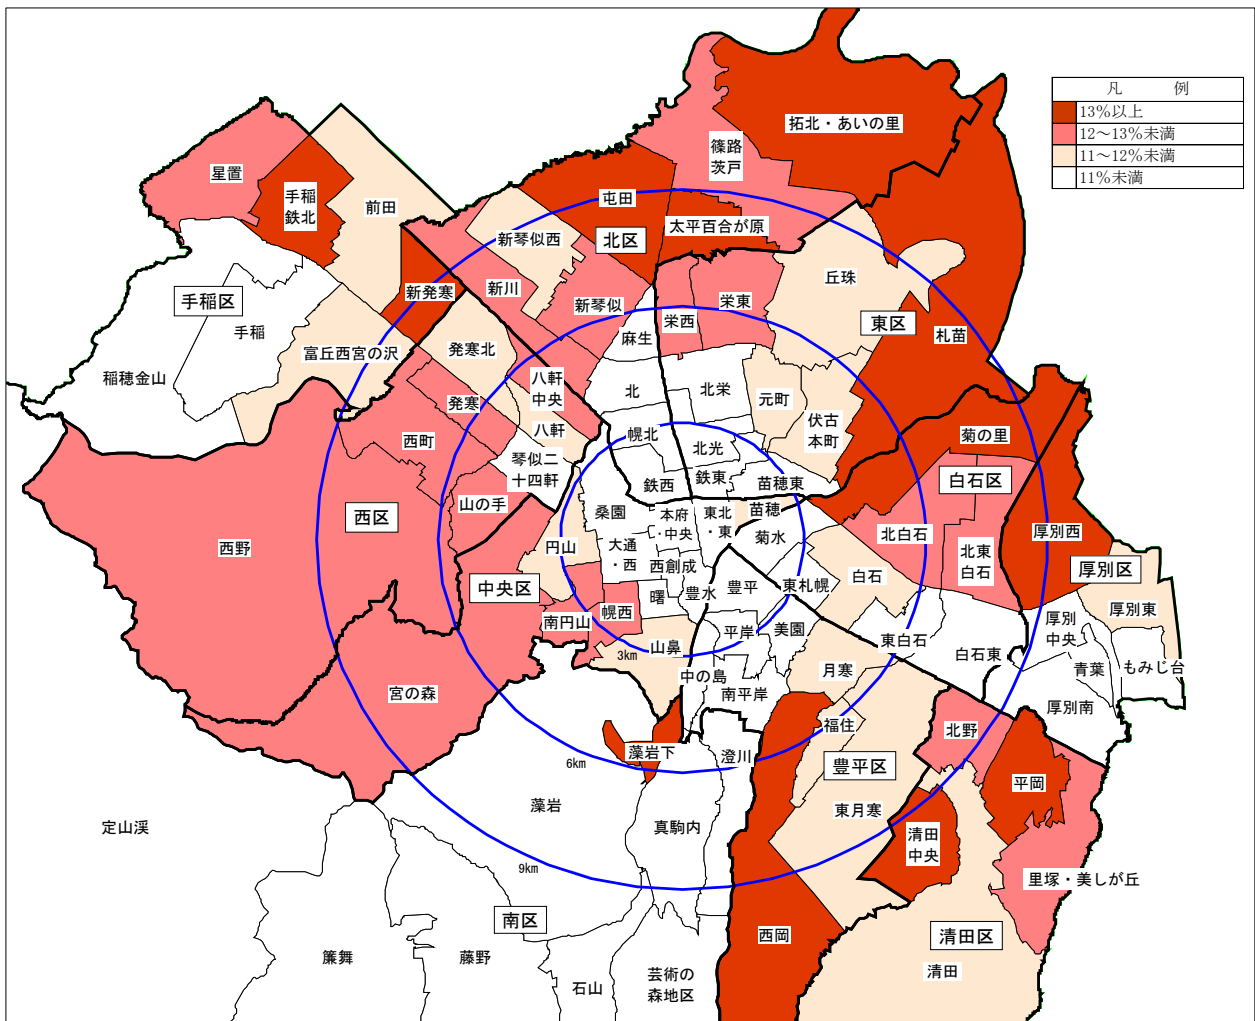 凡　　例
13％以上
12～13％未満
11～12％未満
11％未満
拓北・あいの里
篠路
茨戸
星置
手稲
鉄北
前田
屯田
太平百合が原
新琴似西
北区
丘珠
手稲区
新発寒
新川
新琴似
栄西
栄東
東区
札苗
手稲
麻生
富丘西宮の沢
発寒北
稲穂金山
八軒
中央
北
北栄
元町
伏古
本町
発寒
八軒
西町
幌北
北光
菊の里
琴似二
十四軒
鉄西
鉄東
苗穂東
白石区
山の手
西区
桑園
本府
・中央
東北
・東
苗穂
菊水
北白石
厚別西
西野
円山
大通
・西
西創成
北東
白石
厚別区
中央区
曙
豊水
豊平
東札幌
白石
厚別東
南円山
幌西
平岸
美園
厚別
中央
東白石
山鼻
3km
白石東
青葉
もみじ台
中の島
月寒
宮の森
南平岸
厚別南
福住
北野
藻岩下
澄川
6km
豊平区
平岡
藻岩
東月寒
定山渓
真駒内
清田
中央
9km
里塚・美しが丘
南区
西岡
清田区
簾舞
藤野
清田
石山
芸術の
森地区